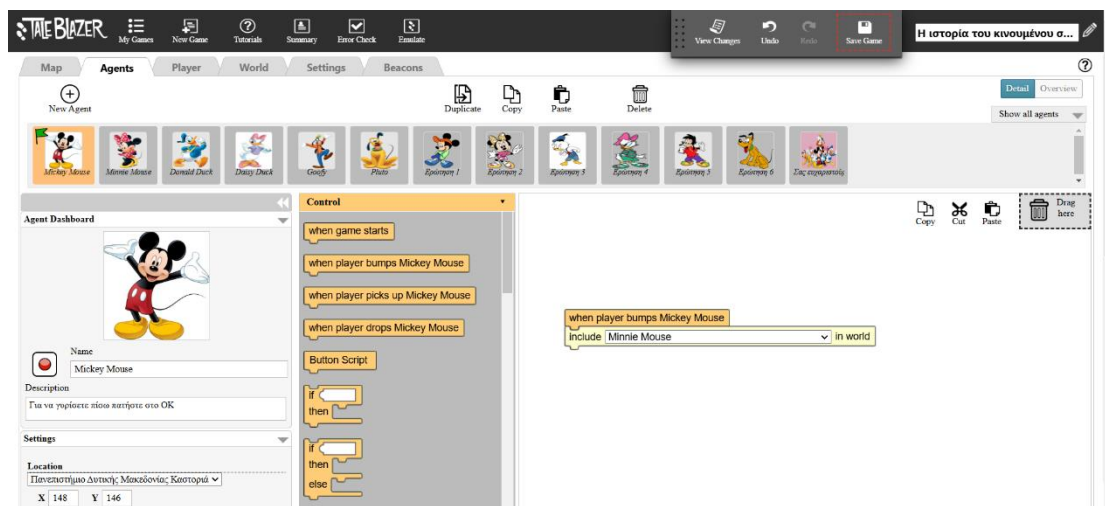 TALEBLAZER
My Games
New Game
Tutorials
Summary
Error Check
Emulate
View Changes
Undo
Redo
Save Game
Η ιστορία του κινουμένου σ...
Map
Agents
Player
World
Settings
Beacons
New Agent
Duplicate
Copy
Paste
Delete
Detail
Overview
Show all agents
Mickey Mouse
Minnie Mouse
Donald Duck
Daisy Duck
Goofy
Pluto
Ερώτηση 1
Ερώτηση 2
Ερώτηση 3
Ερώτηση 4
Ερώτηση 5
Ερώτηση 6
Σας ευχαριστούμε
Agent Dashboard
Name
Mickey Mouse
Description
Για να γυρίσετε πίσω πατήστε στο OK
Settings
Location
Πανεπιστήμιο Δυτικής Μακεδονίας Καστοριά
X 148 Y 146
Control
when game starts
when player bumps Mickey Mouse
when player picks up Mickey Mouse
when player drops Mickey Mouse
Button Script
if
then
if
then
else
Copy
Cut
Paste
Drag
here
when player bumps Mickey Mouse
include Minnie Mouse in world